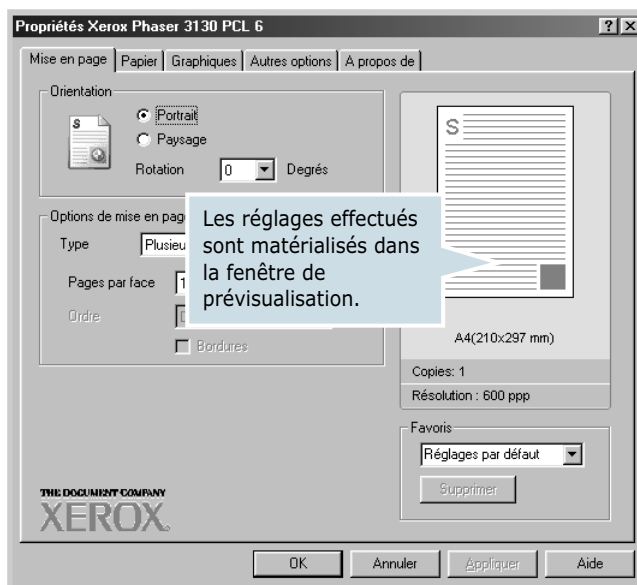 Propriétés Xerox Phaser 3130 PCL 6
Mise en page Papier Graphiques Autres options A propos de
Orientation
S
Portrait
Paysage
Rotation 0 Degrés
Options de mise en pag
Type Plusieu
Pages par face 1
Ordre
Bordures
Les réglages effectués
sont matérialisés dans
la fenêtre de
prévisualisation.
S
A4(210x297 mm)
Copies: 1
Résolution : 600 ppp
Favoris
Réglages par défaut
Supprimer
THE DOCUMENT COMPANY
XEROX
OK Annuler Appliquer Aide